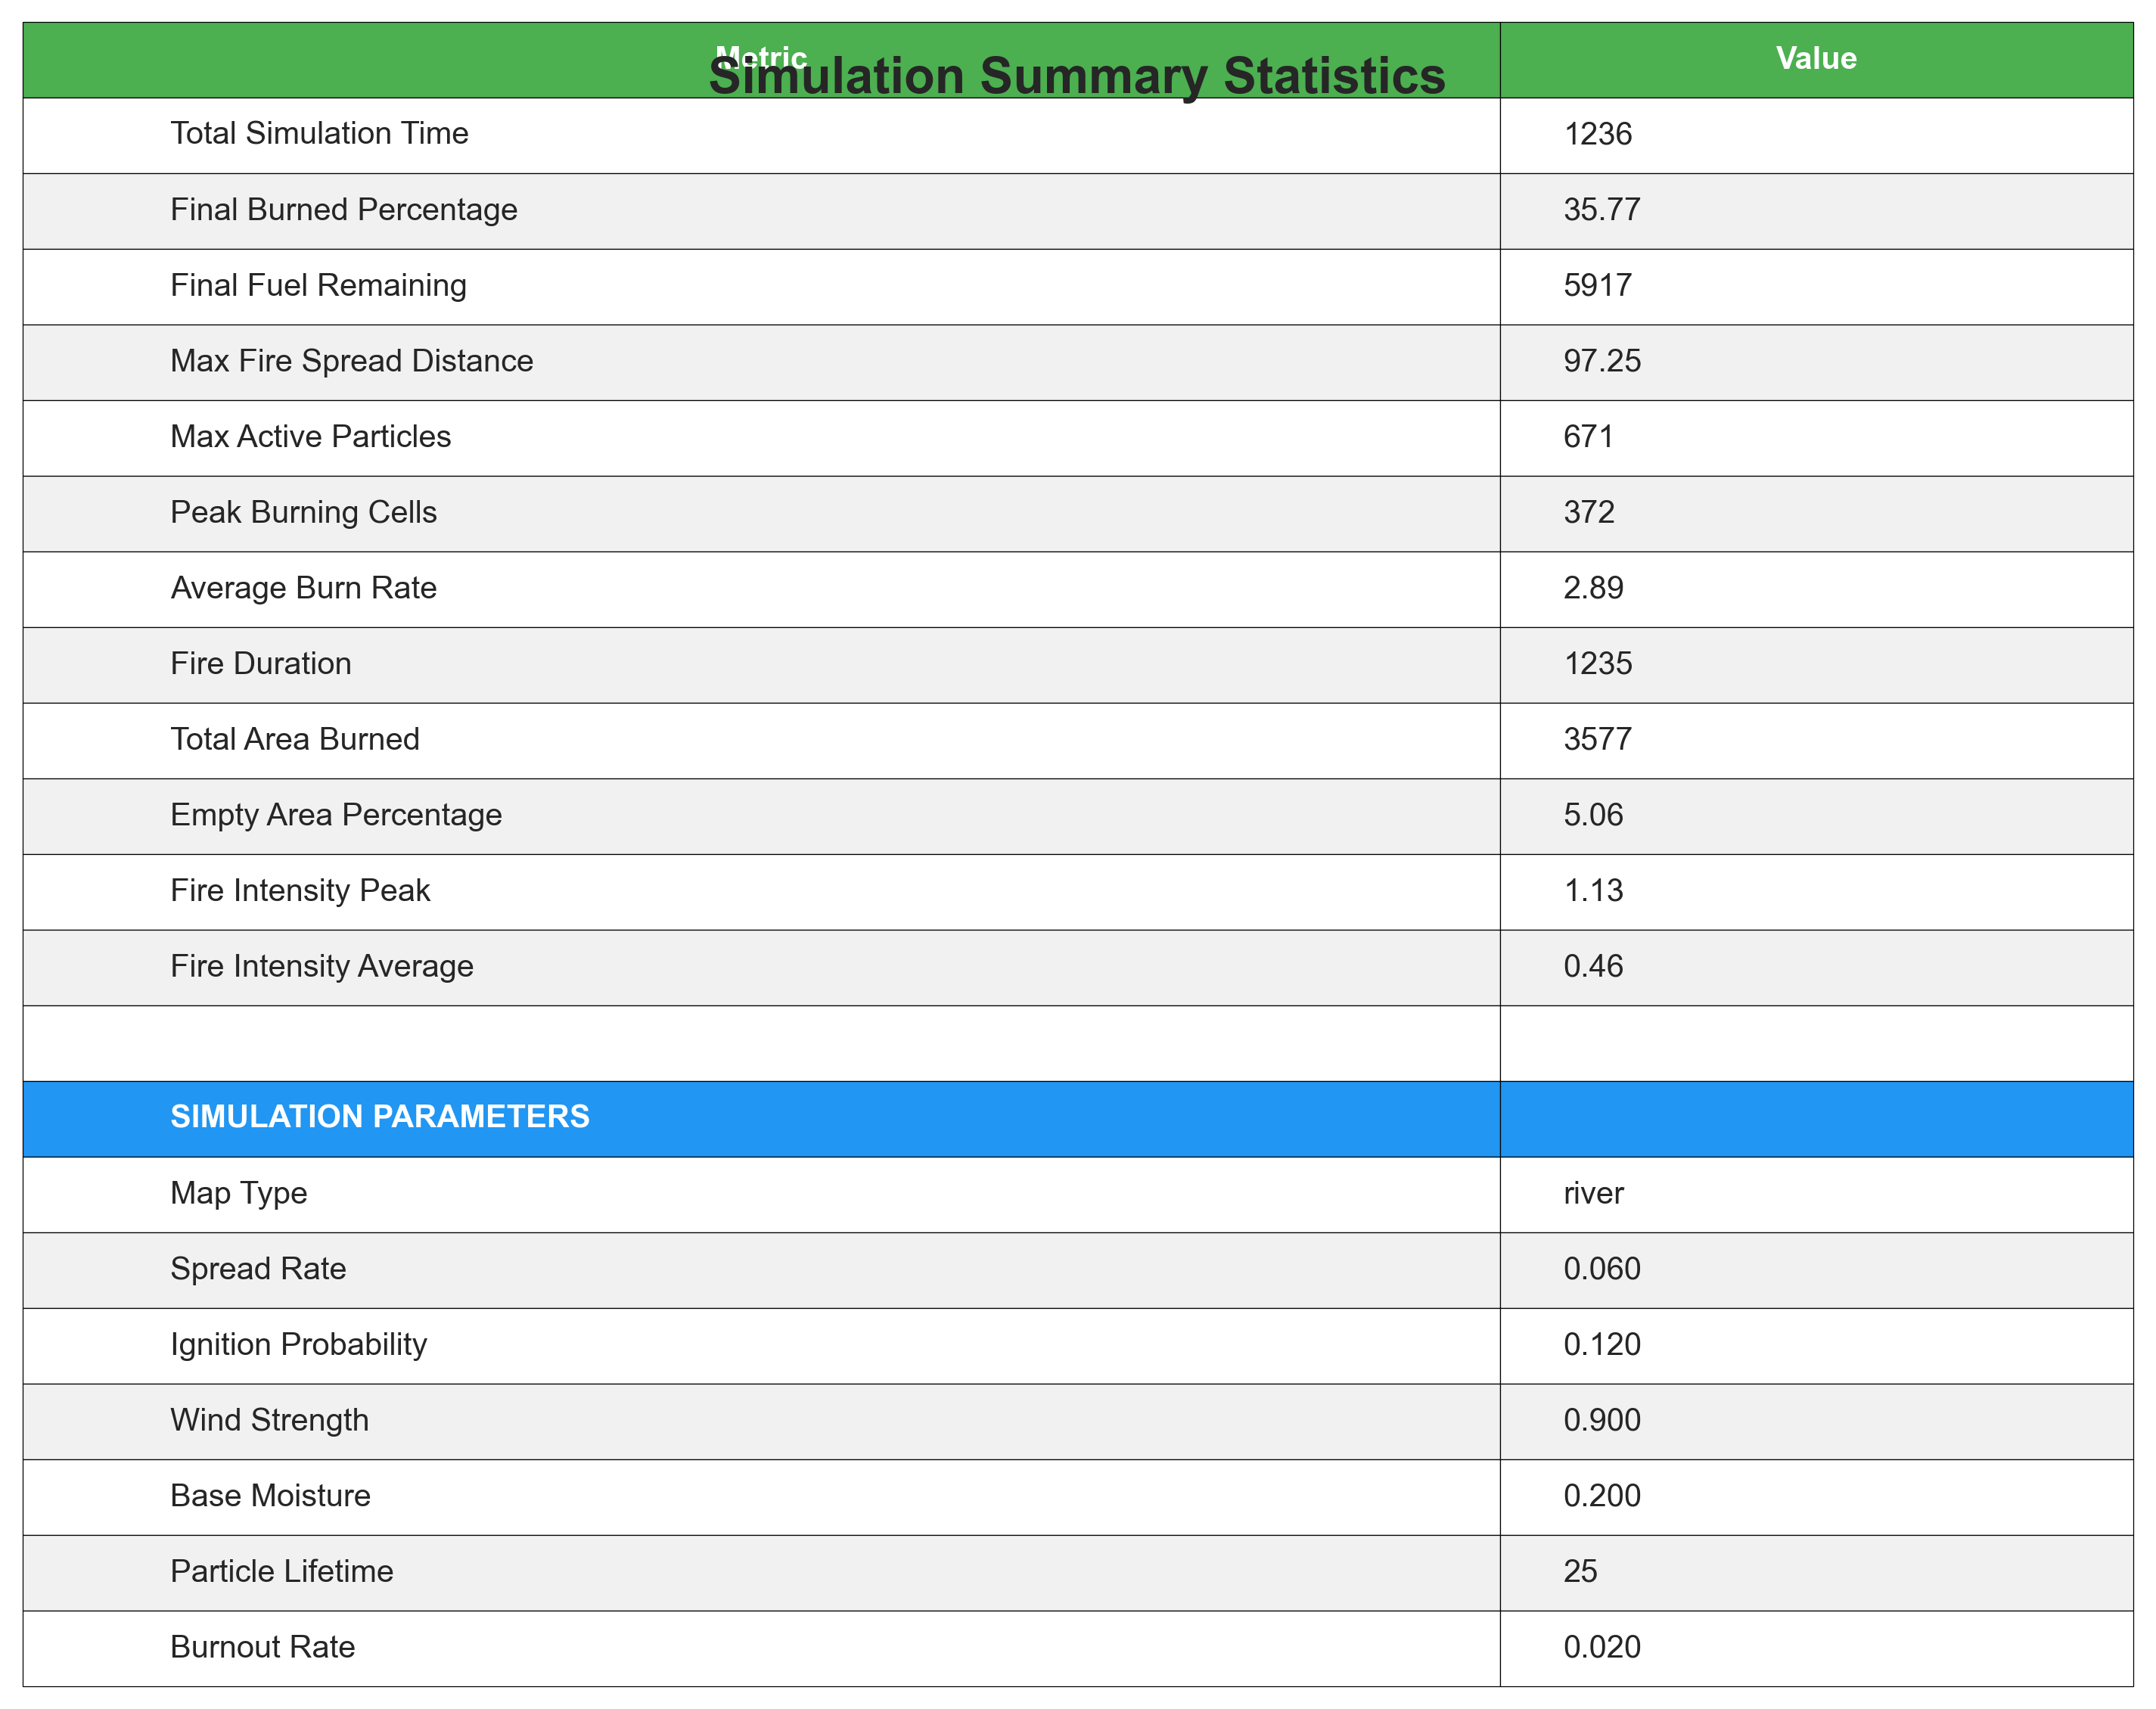 Metric Value
Simulation Summary Statistics
Total Simulation Time 1236
Final Burned Percentage 35.77
Final Fuel Remaining 5917
Max Fire Spread Distance 97.25
Max Active Particles 671
Peak Burning Cells 372
Average Burn Rate 2.89
Fire Duration 1235
Total Area Burned 3577
Empty Area Percentage 5.06
Fire Intensity Peak 1.13
Fire Intensity Average 0.46
SIMULATION PARAMETERS
Map Type river
Spread Rate 0.060
Ignition Probability 0.120
Wind Strength 0.900
Base Moisture 0.200
Particle Lifetime 25
Burnout Rate 0.020